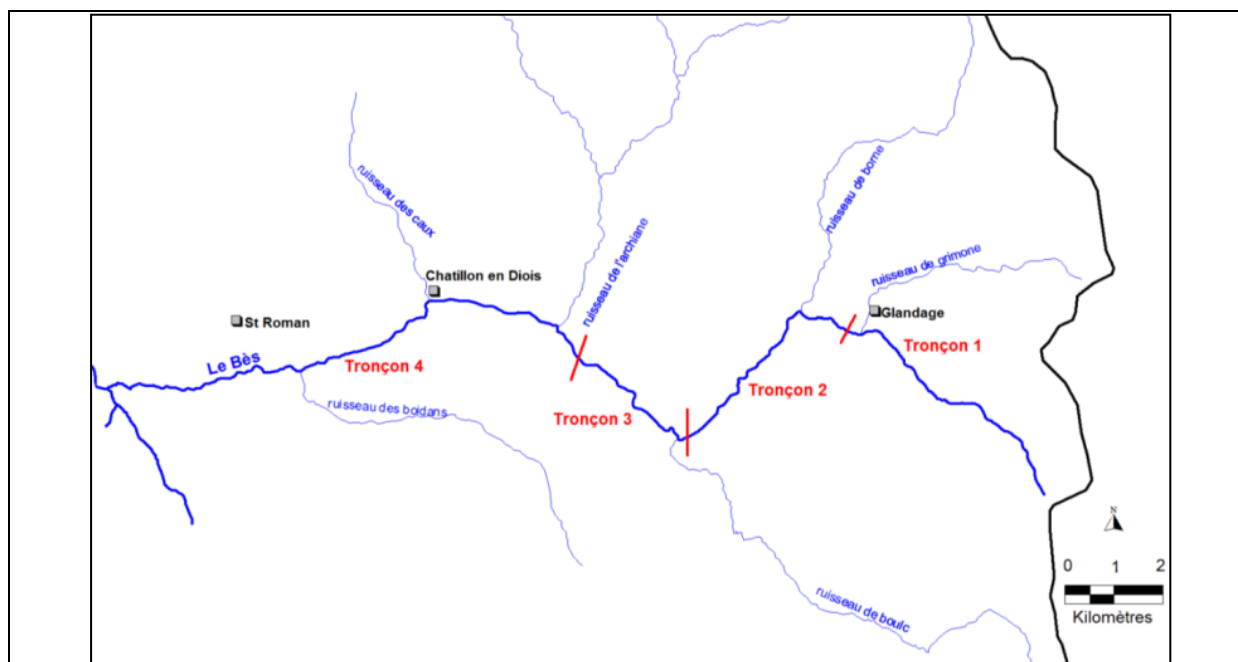 ruisseau des caux
ruisseau de borne
ruisseau de l'archiane
ruisseau de grimone
Chatillon en Diois
St Roman
Glandage
Le Bès
Tronçon 4
Tronçon 1
Tronçon 2
Tronçon 3
ruisseau des boidans
N
0 1 2
Kilomètres
ruisseau de boulc